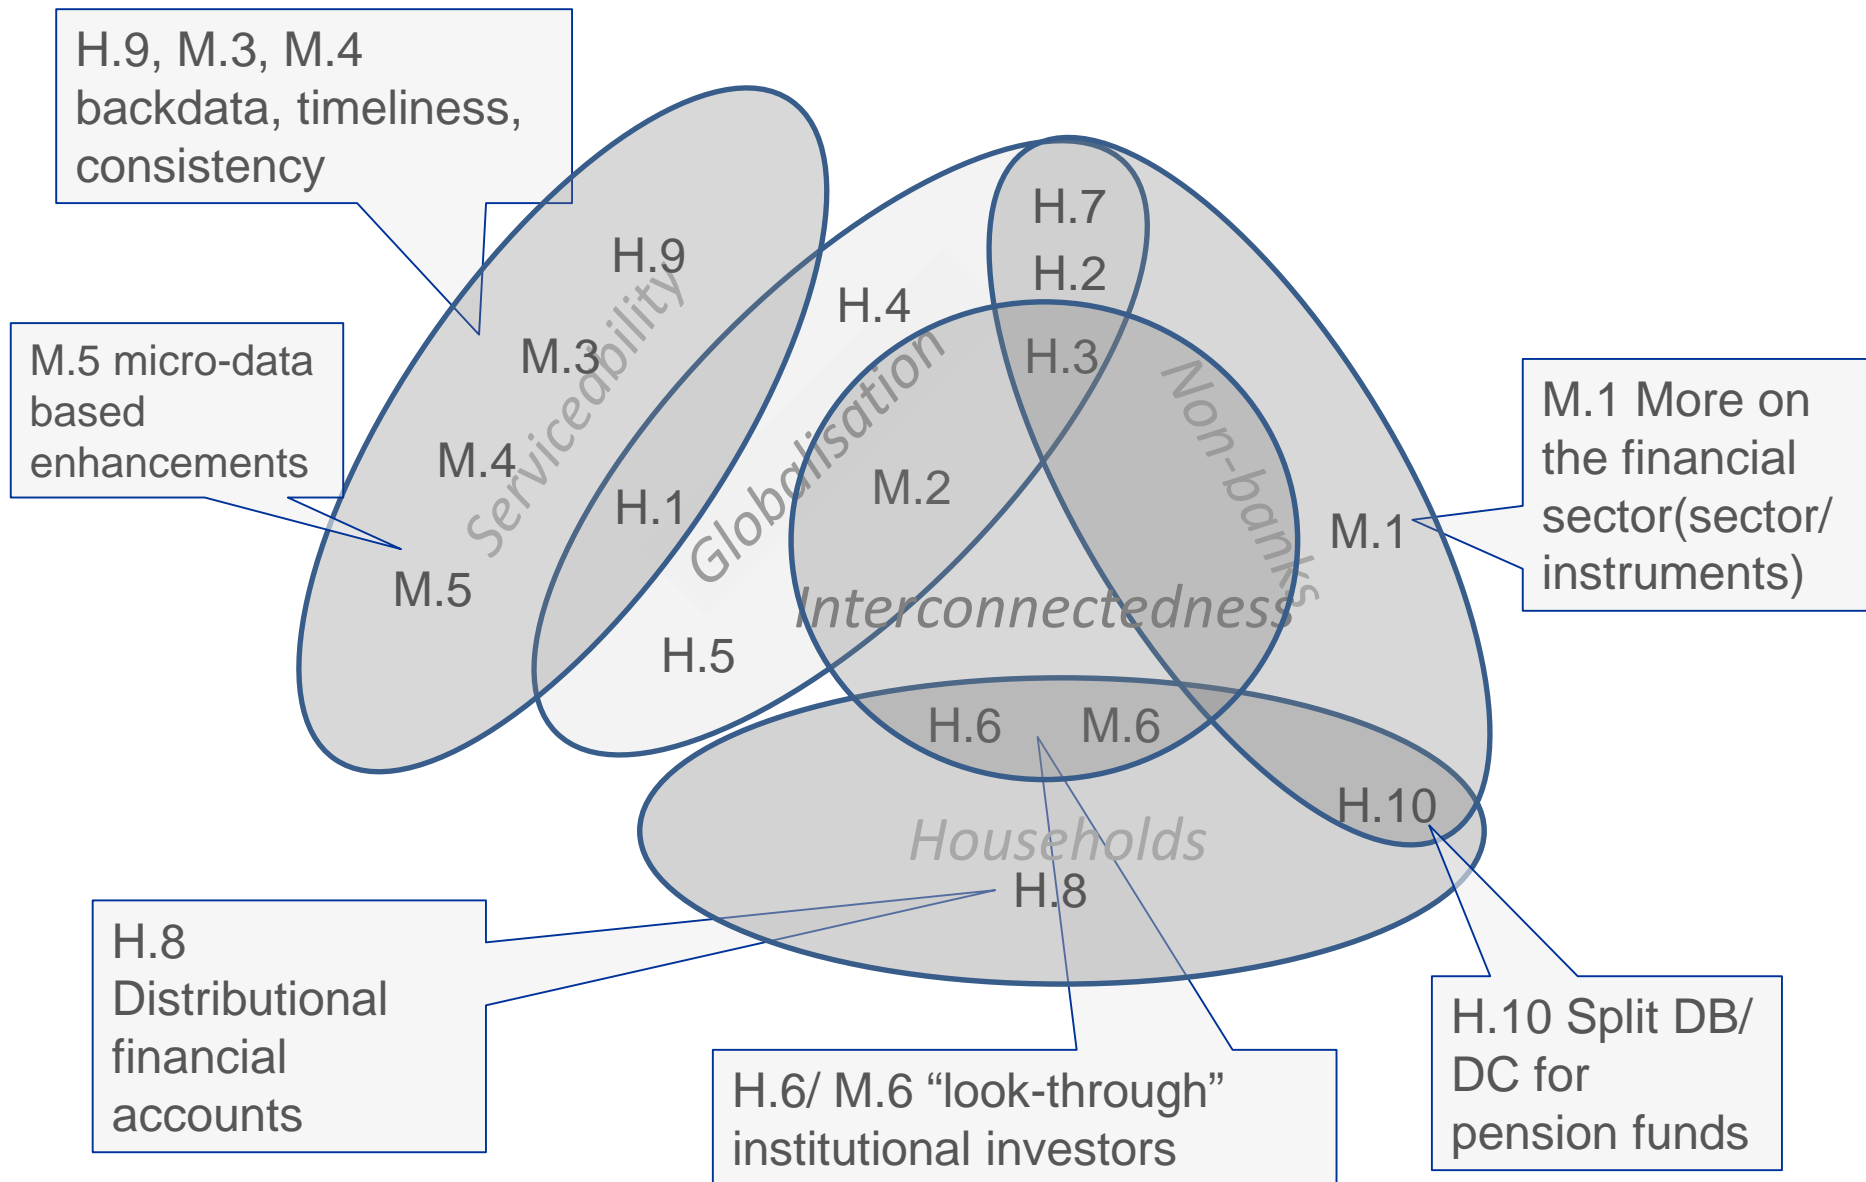 H.9, M.3, M.4
backdata, timeliness,
consistency
H.7
H.9
H.2
H.4
M.3
H.3
M.5 micro-data
based
enhancements
Servicedbility
Globalisation
Non-banks
M.1 More on
the financial
sector(sector/
instruments)
M.4
M.2
H.1
M.1
M.5
Interconnectedness
H.5
H.6
M.6
H.10
Households
H.8
H.8
Distributional
financial
accounts
H.6/ M.6 “look-through”
institutional investors
H.10 Split DB/
DC for
pension funds